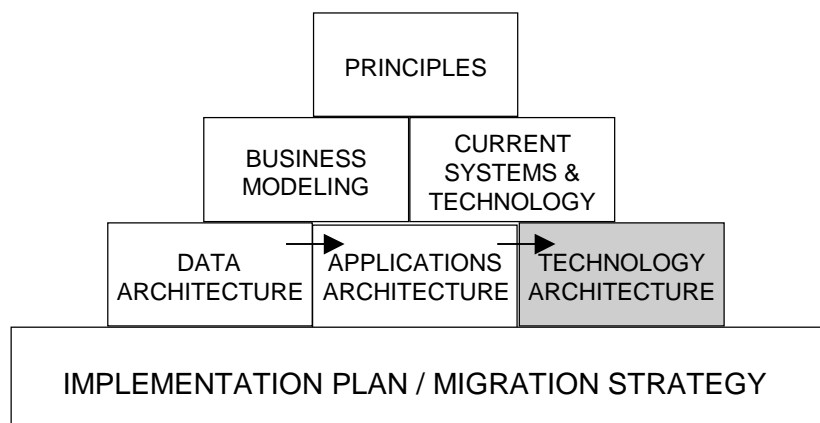 PRINCIPLES
BUSINESS
MODELING
CURRENT
SYSTEMS &
TECHNOLOGY
DATA
ARCHITECTURE
APPLICATIONS
ARCHITECTURE
TECHNOLOGY
ARCHITECTURE
IMPLEMENTATION PLAN / MIGRATION STRATEGY